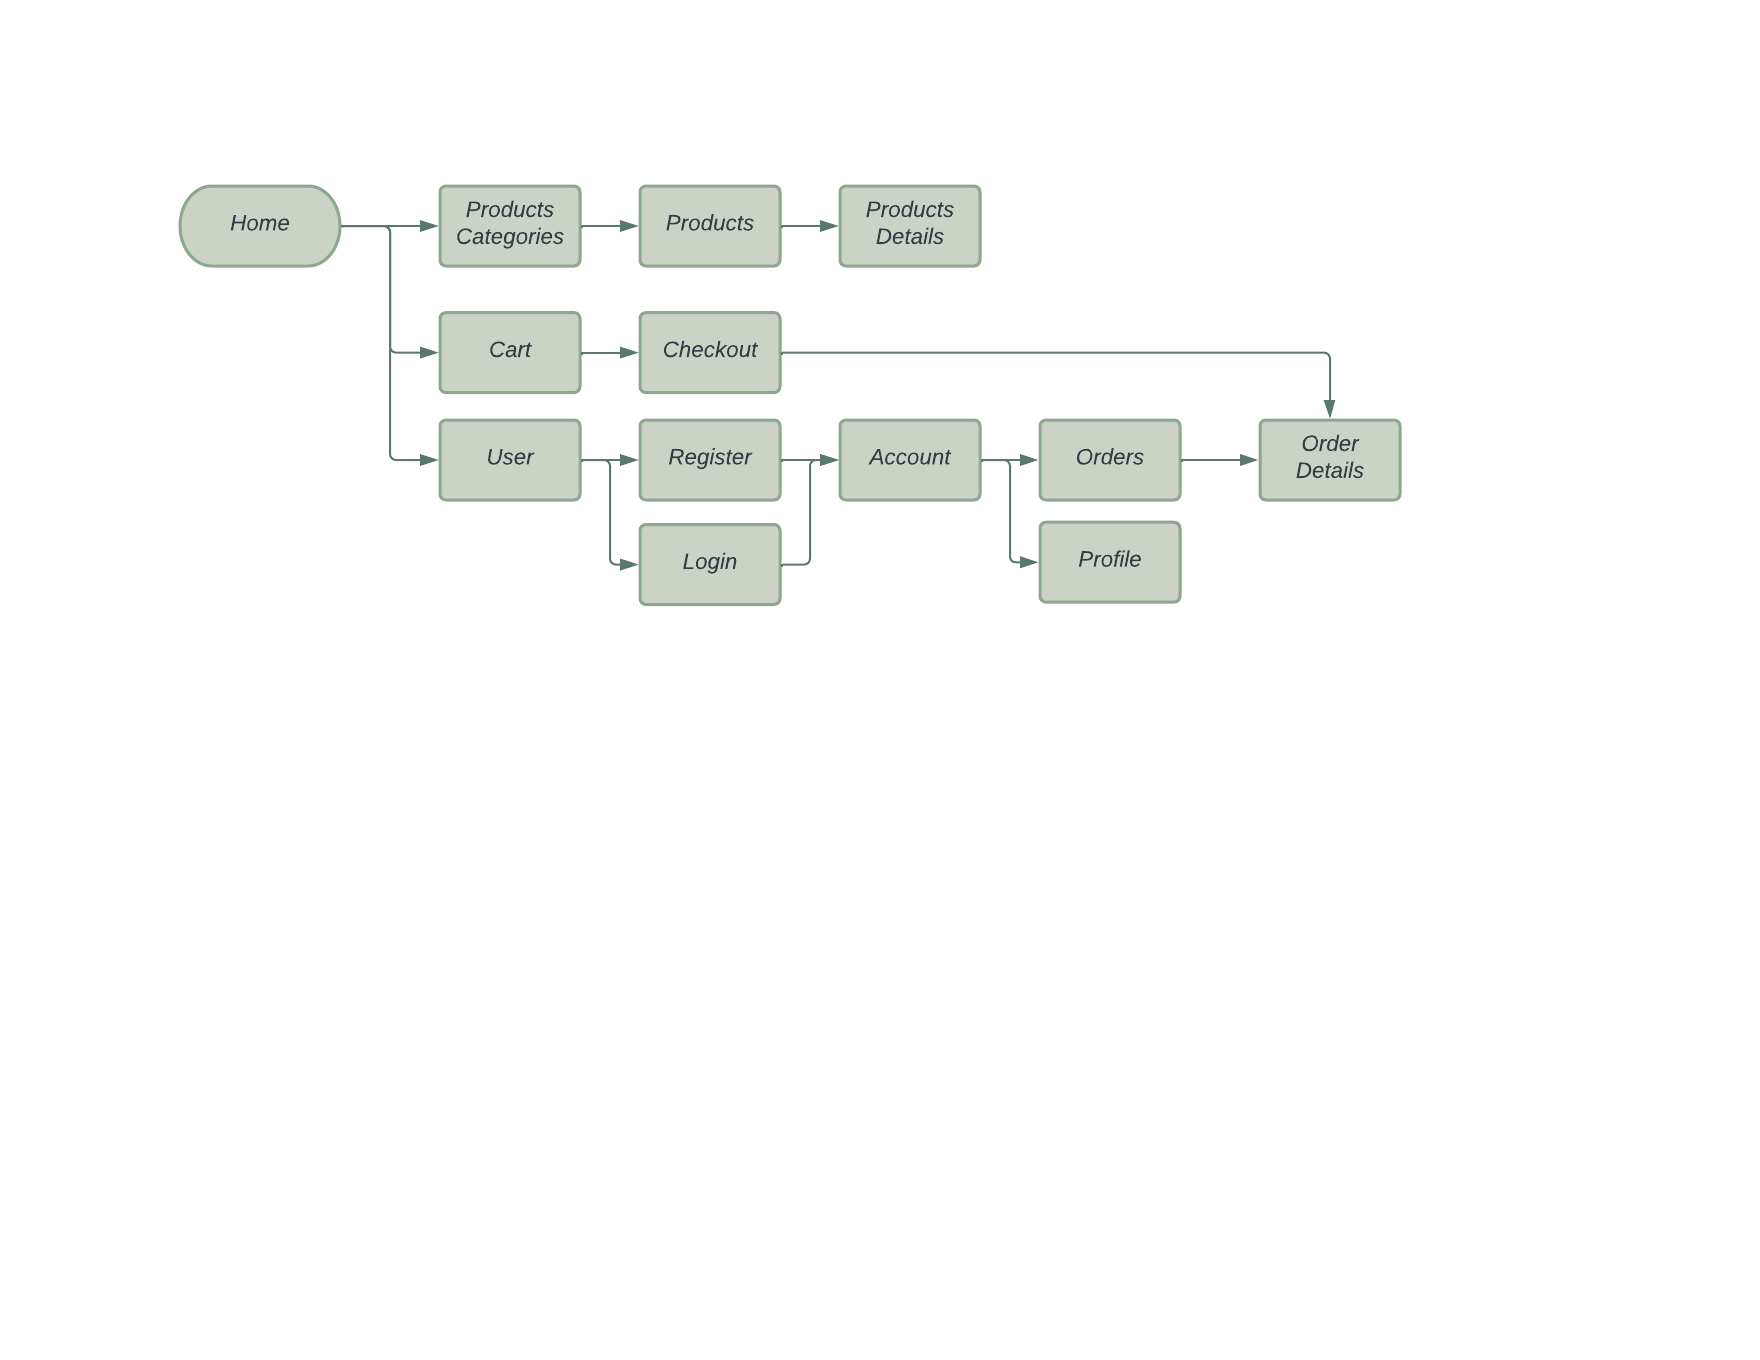 Home
Products
Categories
Products
Products
Details
Cart
Checkout
User
Register
Account
Orders
Order
Details
Login
Profile